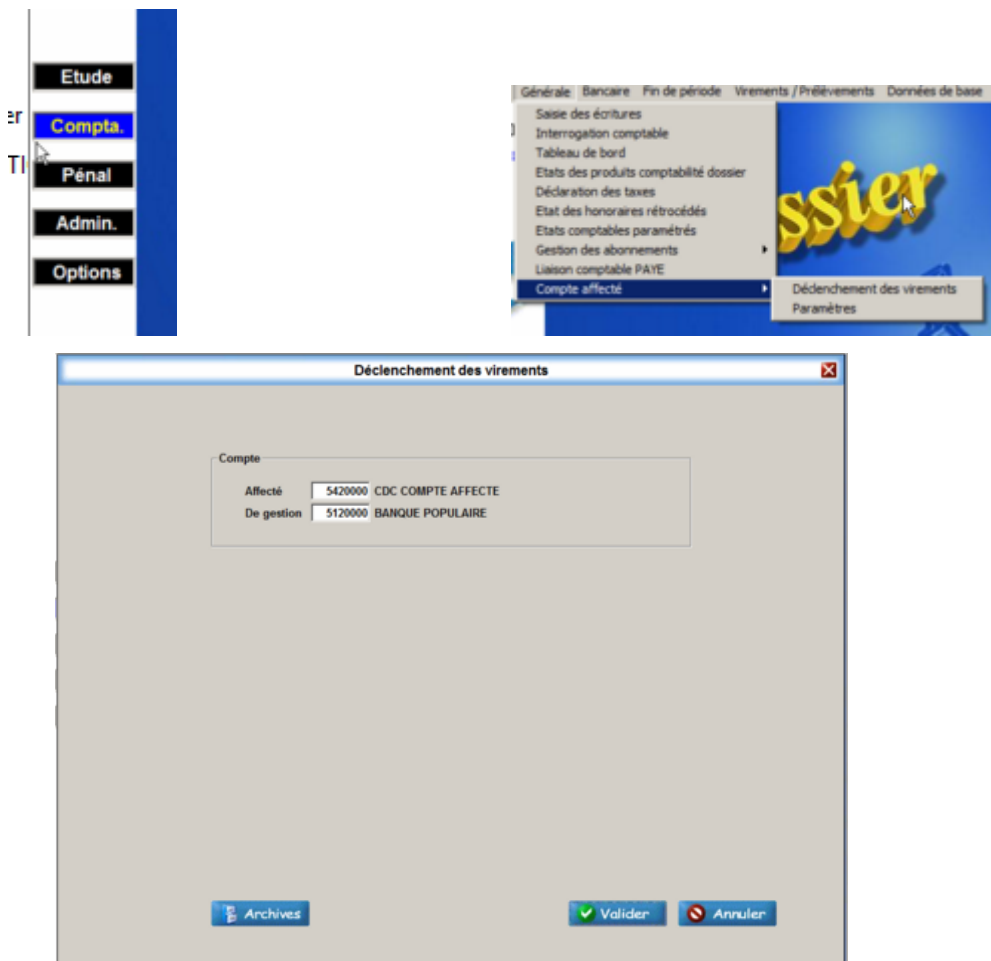 Etude
er
Compta.
TI
Pénal
Admin.
Options
Générale Bancaire Fin de période Virements / Prélèvements Données de base
Saisie des écritures
Interrogation comptable
Tableau de bord
Etats des produits comptabilité dossier
Déclaration des taxes
Etat des honoraires rétrocédés
Etats comptables paramétrés
Gestion des abonnements
Liaison comptable PAYE
Compte affecté
Déclenchement des virements
Paramètres
ssier
Déclenchement des virements
Compte
Affecté 5420000 CDC COMPTE AFFECTE
De gestion 5120000 BANQUE POPULAIRE
Archives
Valider
Annuler